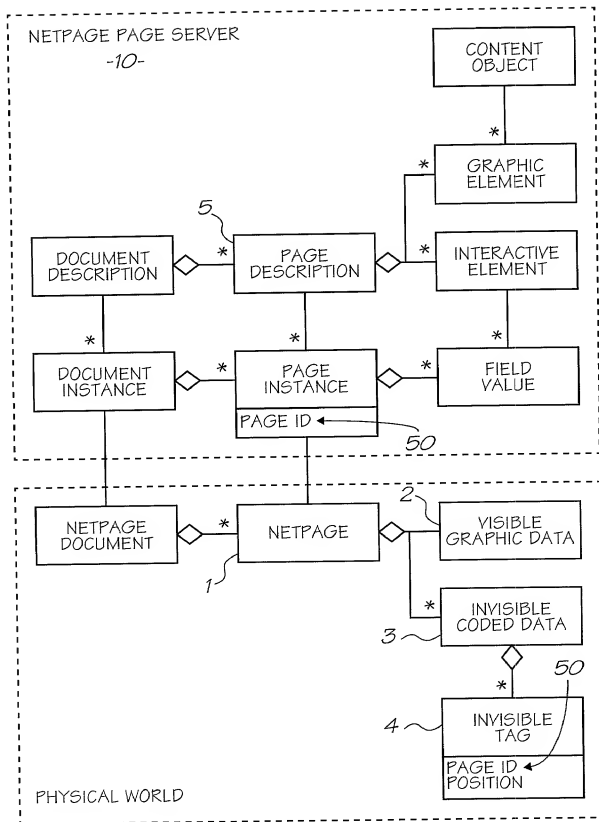 NETPAGE PAGE SERVER
-10-
CONTENT
OBJECT
*
*
GRAPHIC
ELEMENT
5
DOCUMENT
DESCRIPTION
*
PAGE
DESCRIPTION
*
INTERACTIVE
ELEMENT
*
*
*
DOCUMENT
INSTANCE
*
PAGE
INSTANCE
*
FIELD
VALUE
PAGE ID
50
NETPAGE
DOCUMENT
*
NETPAGE
1
2
VISIBLE
GRAPHIC DATA
*
INVISIBLE
CODED DATA
3
*
50
4
INVISIBLE
TAG
PAGE ID
POSITION
PHYSICAL WORLD